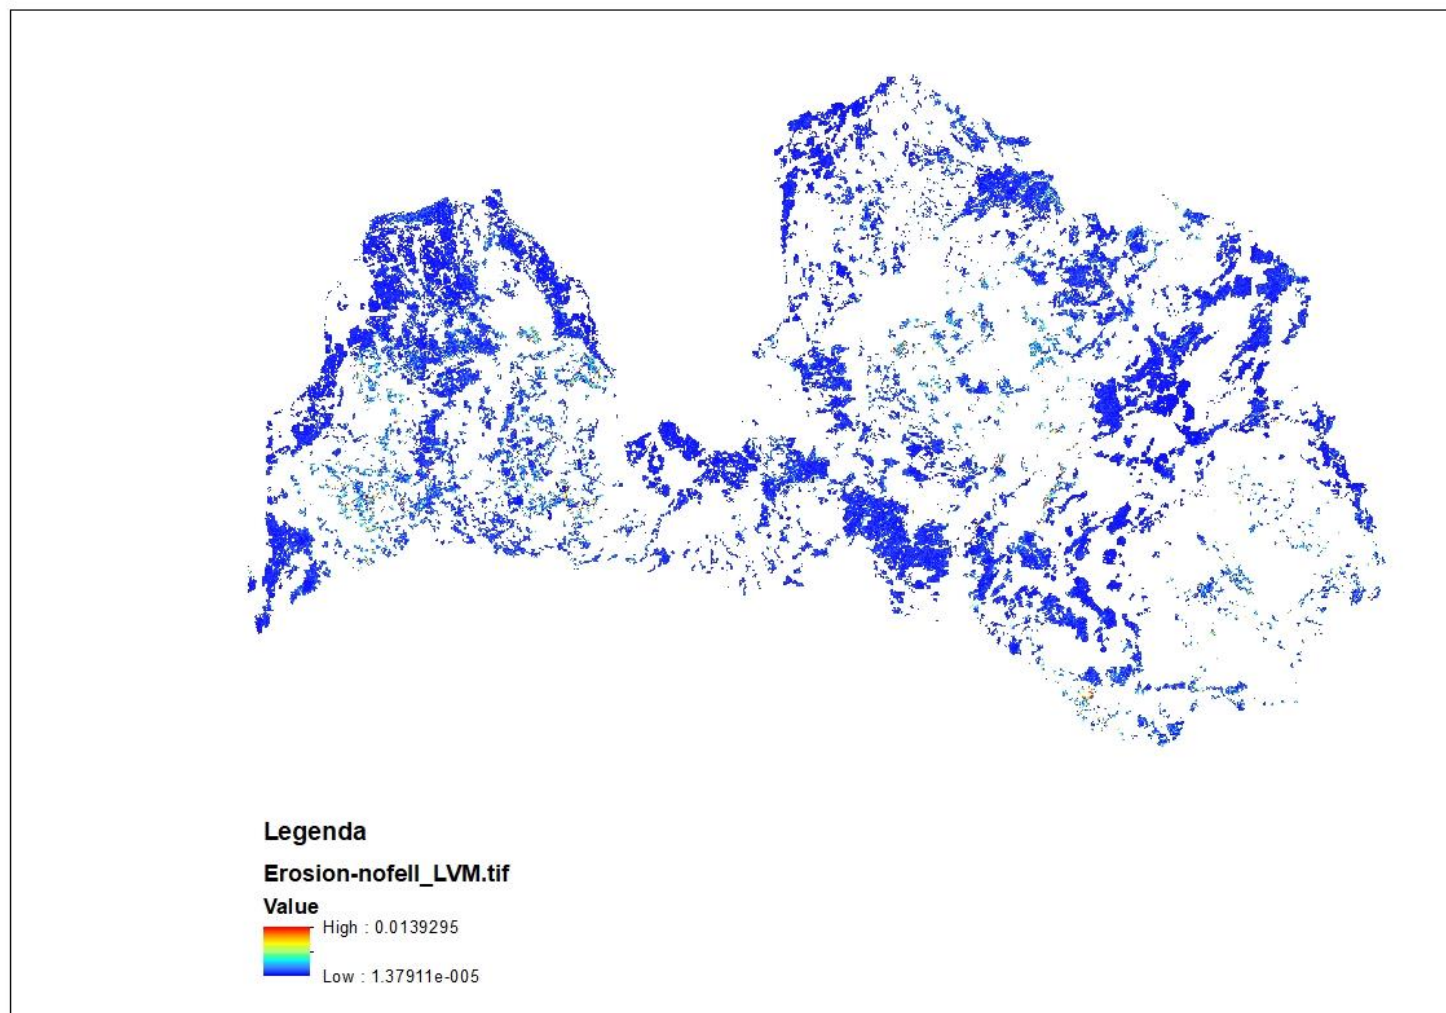 Legenda
Erosion-nofell_LVM.tif
Value
High : 0.0139295
Low : 1.37911e-005